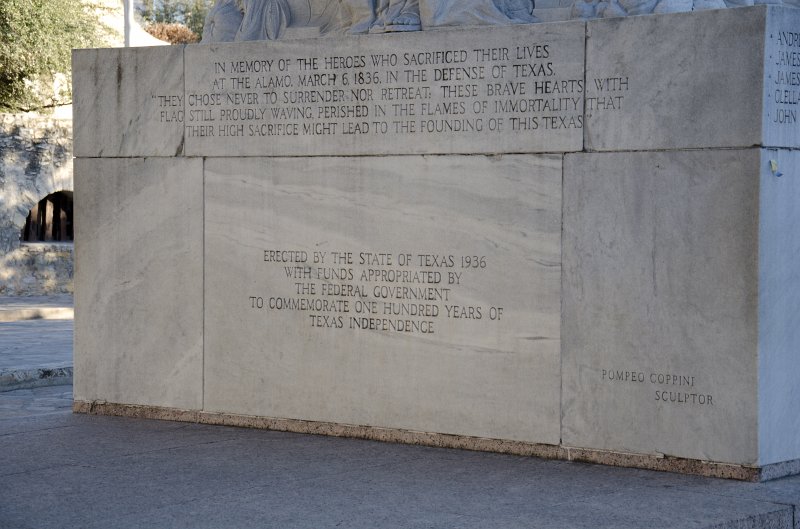 IN MEMORY OF THE HEROES WHO SACRIFICED THEIR LIVES
AT THE ALAMO, MARCH 6, 1836, IN THE DEFENSE OF TEXAS.
"THEY CHOSE NEVER TO SURRENDER NOR RETREAT; THESE BRAVE HEARTS, WITH
FLAG STILL PROUDLY WAVING, PERISHED IN THE FLAMES OF IMMORTALITY THAT
THEIR HIGH SACRIFICE MIGHT LEAD TO THE FOUNDING OF THIS TEXAS."
ERECTED BY THE STATE OF TEXAS 1936
WITH FUNDS APPROPRIATED BY
THE FEDERAL GOVERNMENT
TO COMMEMORATE ONE HUNDRED YEARS OF
TEXAS INDEPENDENCE
POMPEO COPPINI
SCULPTOR
JAMES
JAMES
JOHN